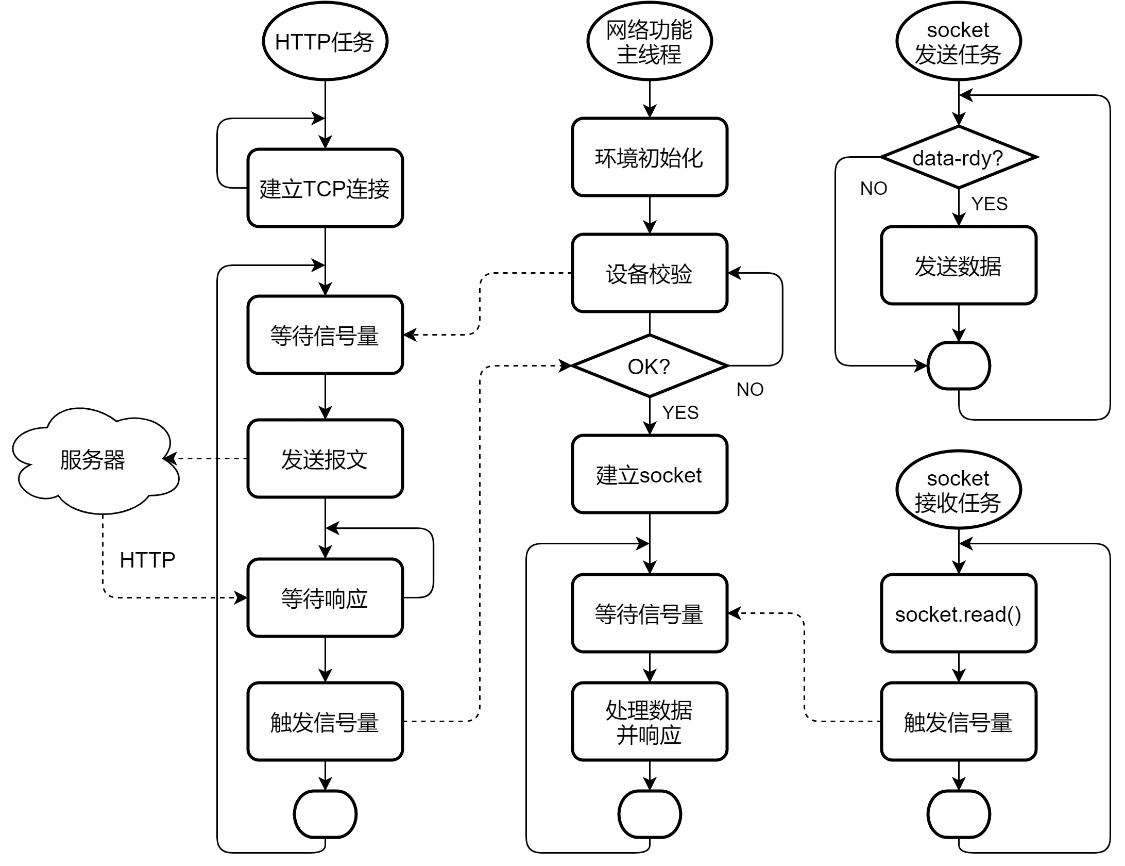 HTTP任务
建立TCP连接
等待信号量
发送报文
服务器
HTTP
等待响应
触发信号量
网络功能
主线程
环境初始化
设备校验
OK?
NO
YES
建立socket
等待信号量
处理数据
并响应
socket
发送任务
data-rdy?
NO
YES
发送数据
socket
接收任务
socket.read()
触发信号量